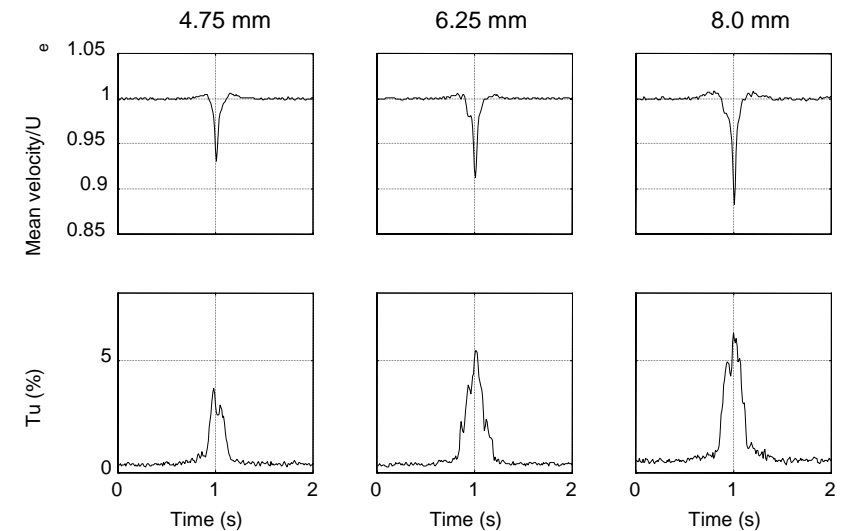 4.75 mm 6.25 mm 8.0 mm
Mean velocity/U e
1.05
1
0.95
0.9
0.85
Tu (%)
5
0
0 1 2 0 1 2 0 1 2
Time (s) Time (s) Time (s)